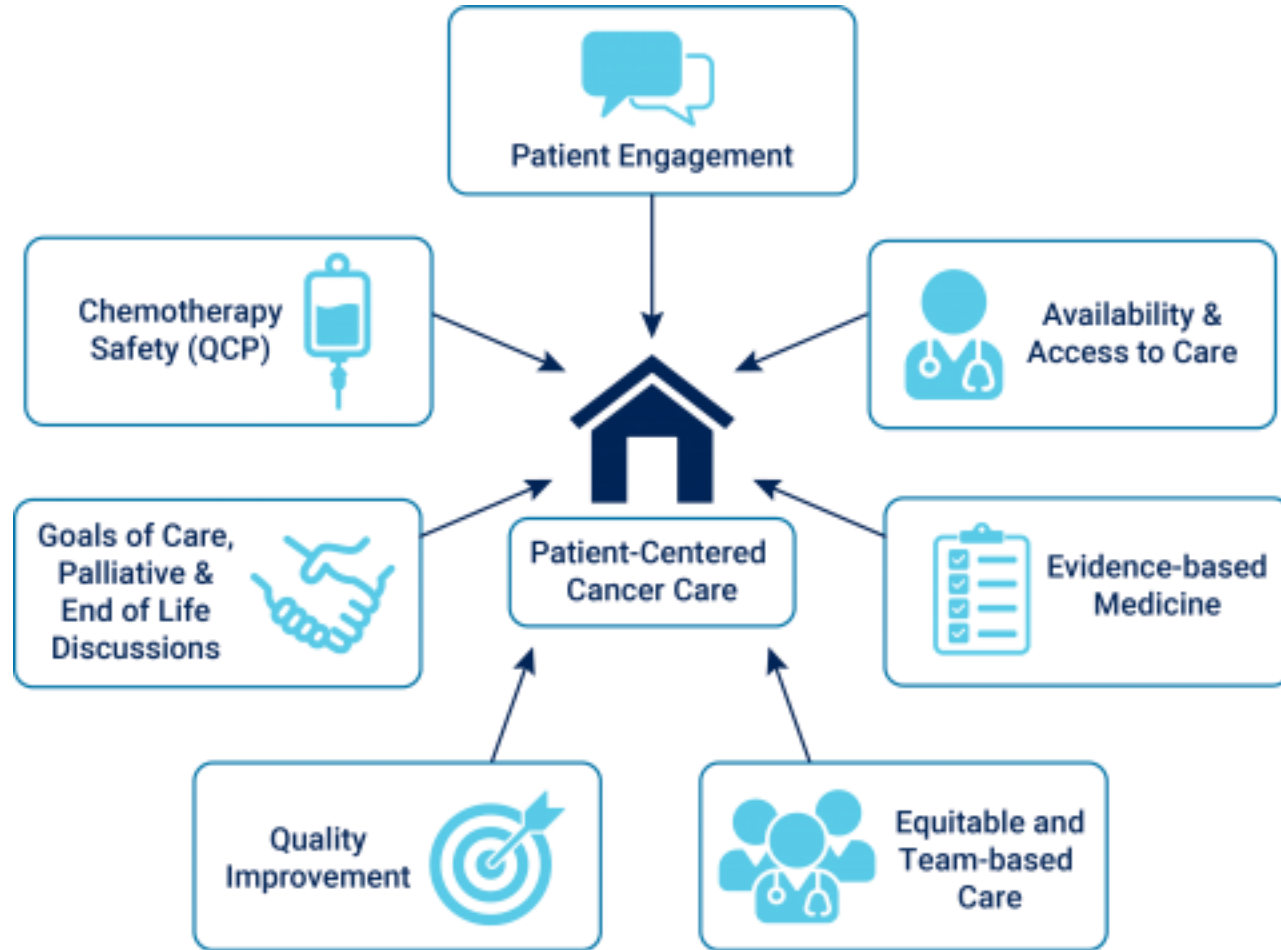 Patient Engagement
Chemotherapy
Safety (QCP)
Availability &
Access to Care
Goals of Care,
Palliative &
End of Life
Discussions
Patient-Centered
Cancer Care
Evidence-based
Medicine
Quality
Improvement
Equitable and
Team-based
Care